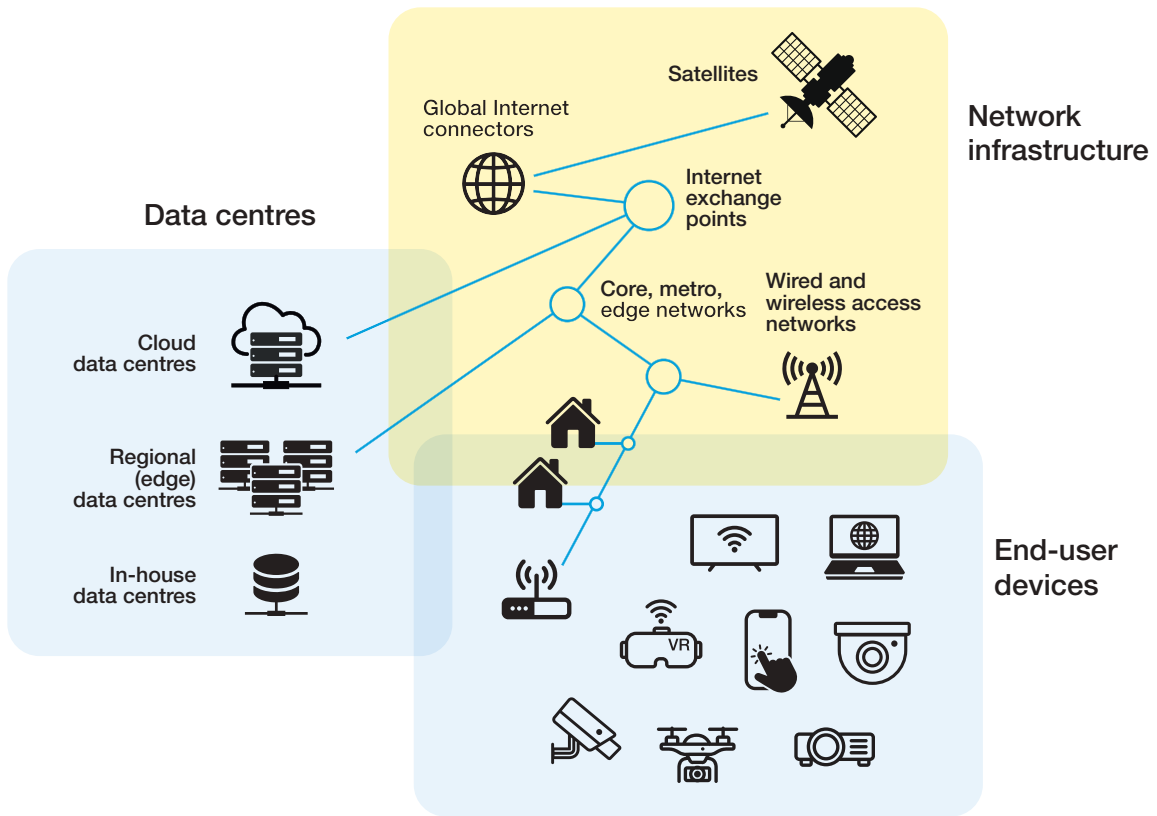 Satellites
Network
infrastructure
Global Internet
connectors
Internet
exchange
points
Data centres
Core, metro,
edge networks
Wired and
wireless access
networks
Cloud
data centres
Regional
(edge)
data centres
End-user
devices
In-house
data centres
VR